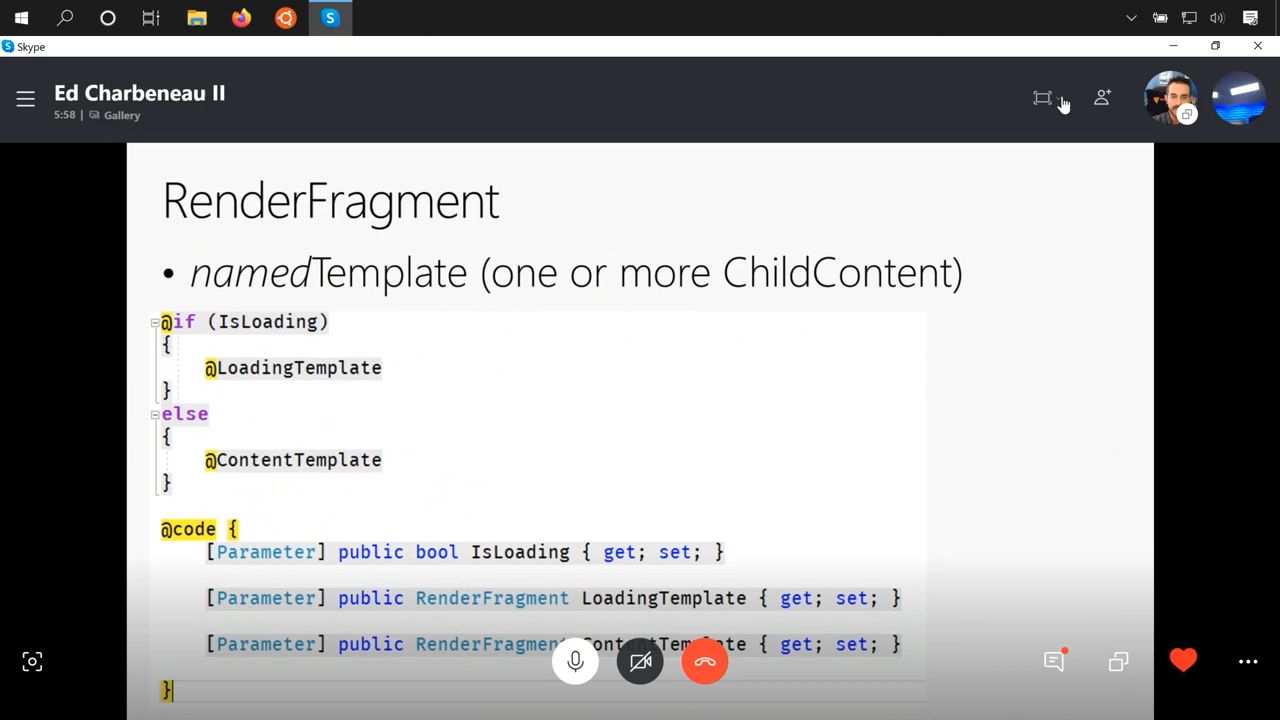 Skype
Ed Charbeneau II
5:58 | Gallery
RenderFragment
• namedTemplate (one or more ChildContent)
@if (IsLoading)
{
@LoadingTemplate
}
else
{
@ContentTemplate
}
@code {
[Parameter] public bool IsLoading { get; set; }
[Parameter] public RenderFragment LoadingTemplate { get; set; }
[Parameter] public RenderFragment ContentTemplate { get; set; }
}